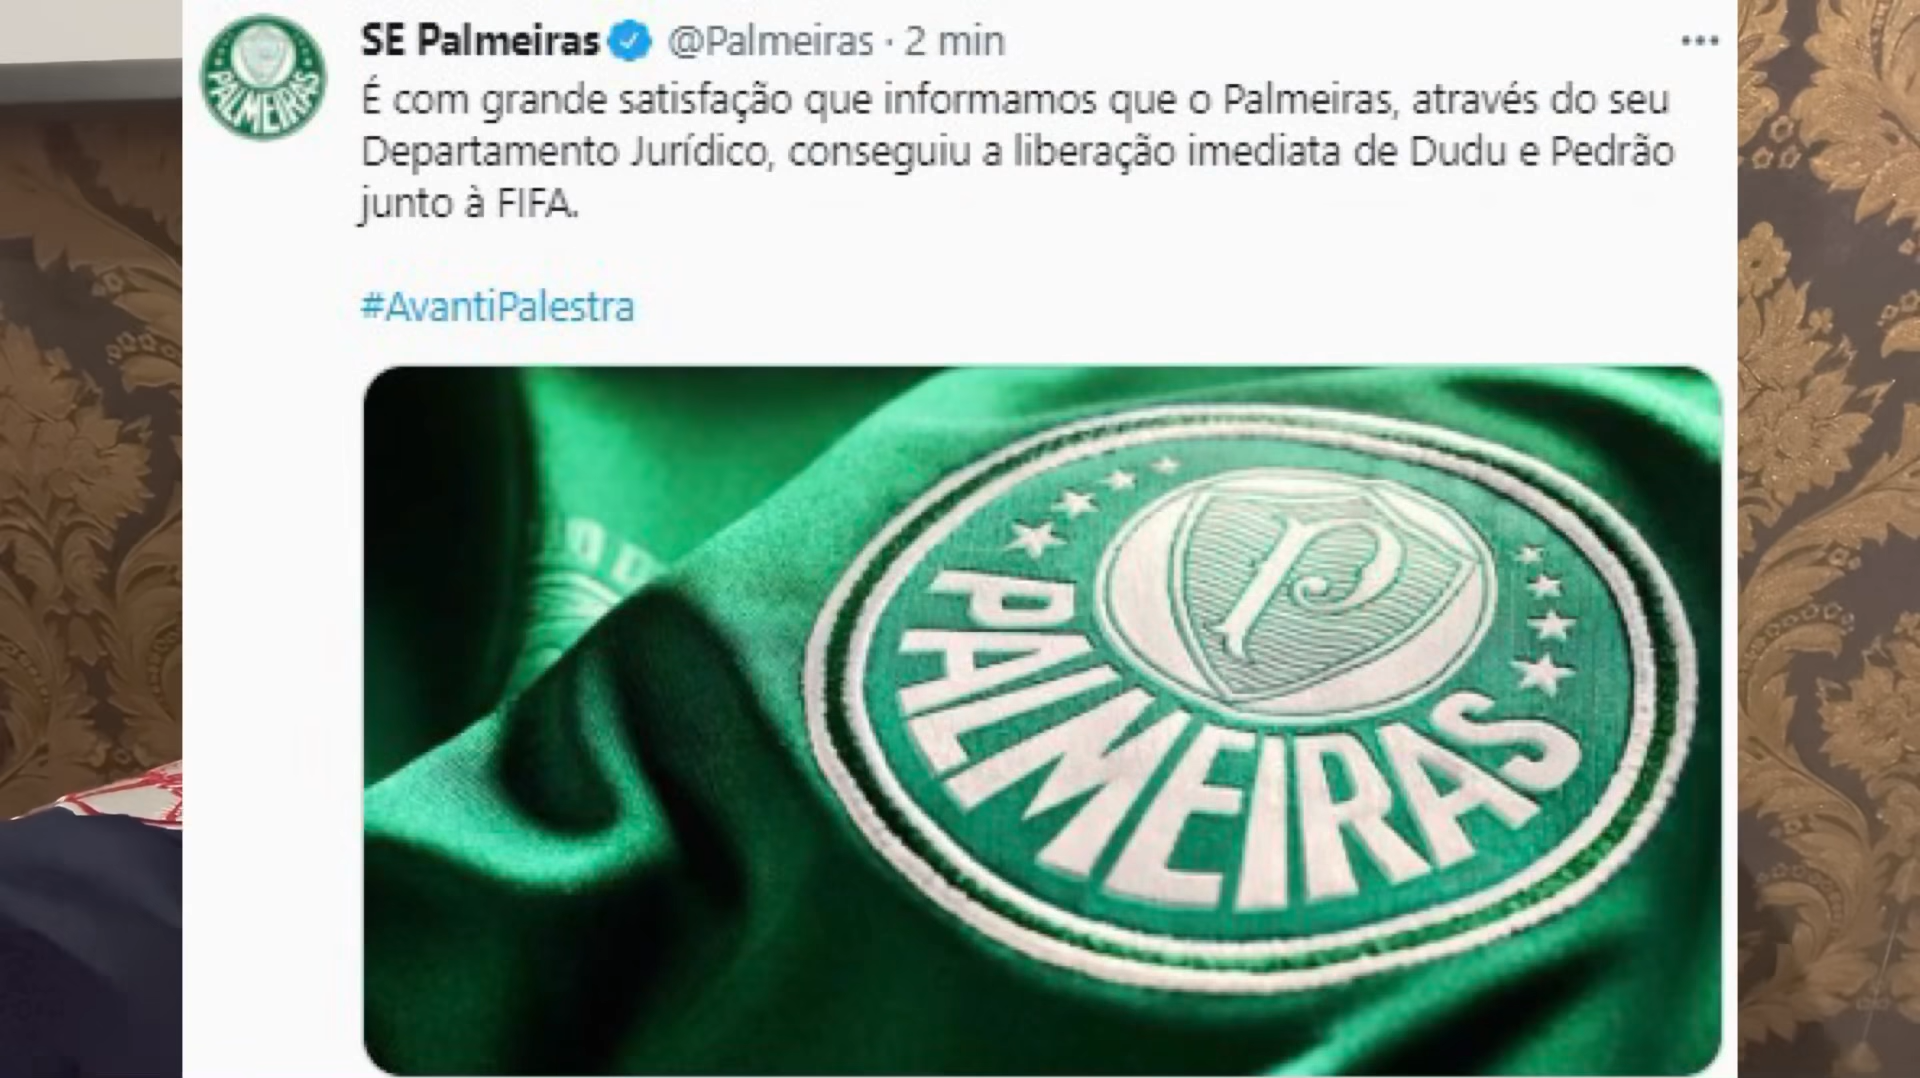 SE Palmeiras @Palmeiras · 2 min
É com grande satisfação que informamos que o Palmeiras, através do seu
Departamento Jurídico, conseguiu a liberação imediata de Dudu e Pedrão
junto à FIFA.
#AvantiPalestra
PALMEIRAS
P
PALMEIRAS